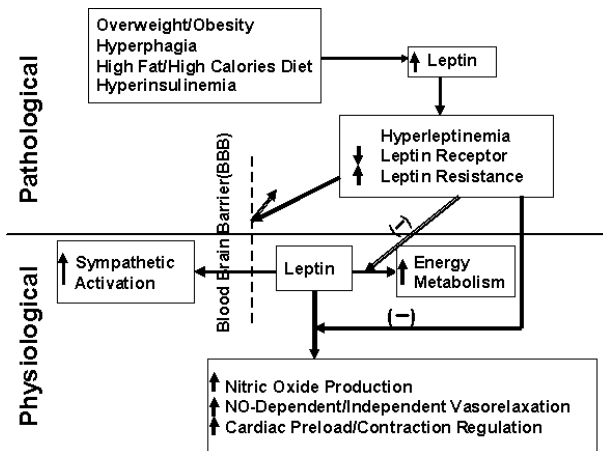 Pathological
Overweight/Obesity
Hyperphagia
High Fat/High Calories Diet
Hyperinsulinemia
Leptin
Hyperleptinemia
Leptin Receptor
Leptin Resistance
Blood Brain Barrier(BBB)
(-)
Physiological
Sympathetic
Activation
Leptin
Energy
Metabolism
(-)
Nitric Oxide Production
NO-Dependent/Independent Vasorelaxation
Cardiac Preload/Contraction Regulation